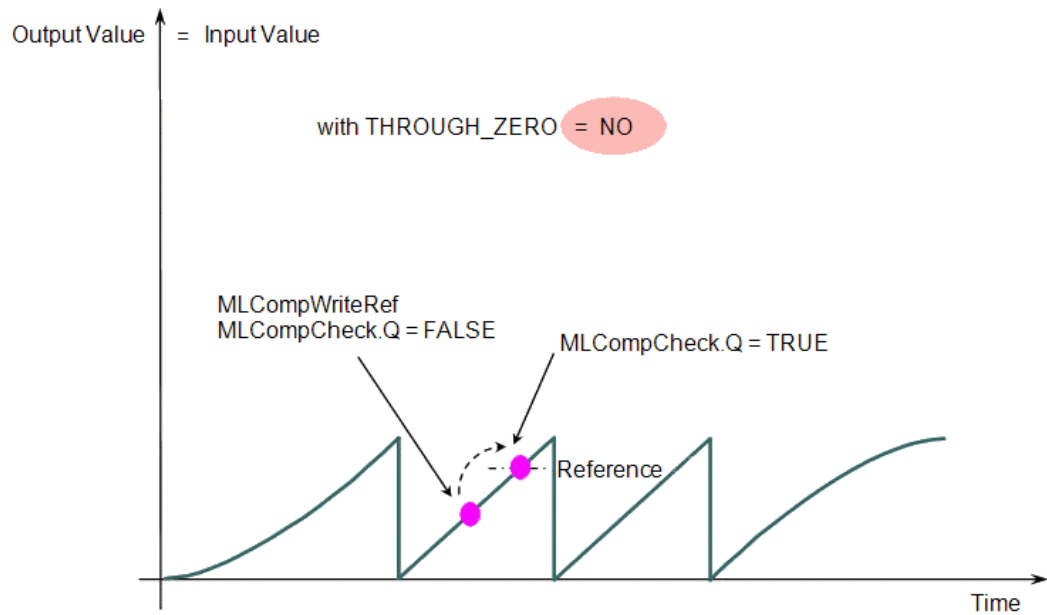 Output Value = Input Value
with THROUGH_ZERO = NO
MLCompWriteRef
MLCompCheck.Q = FALSE
MLCompCheck.Q = TRUE
Reference
Time